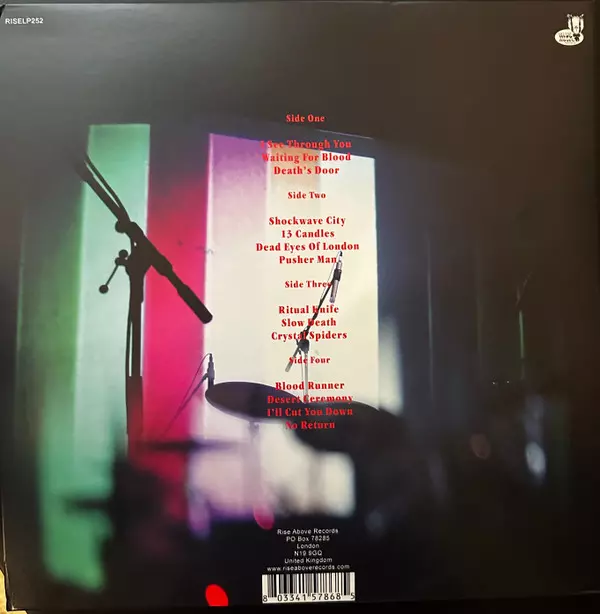 RISELP252
Side One
I See Through You
Waiting For Blood
Death's Door
Side Two
Shockwave City
13 Candles
Dead Eyes Of London
Pusher Man
Side Three
Ritual Knife
Slow Death
Crystal Spiders
Side Four
Blood Runner
Desert Ceremony
I'll Cut You Down
No Return
Rise Above Records
PO Box 78285
London
N19 9GQ
United Kingdom
www.riseaboverecords.com
8 03341 57868 5